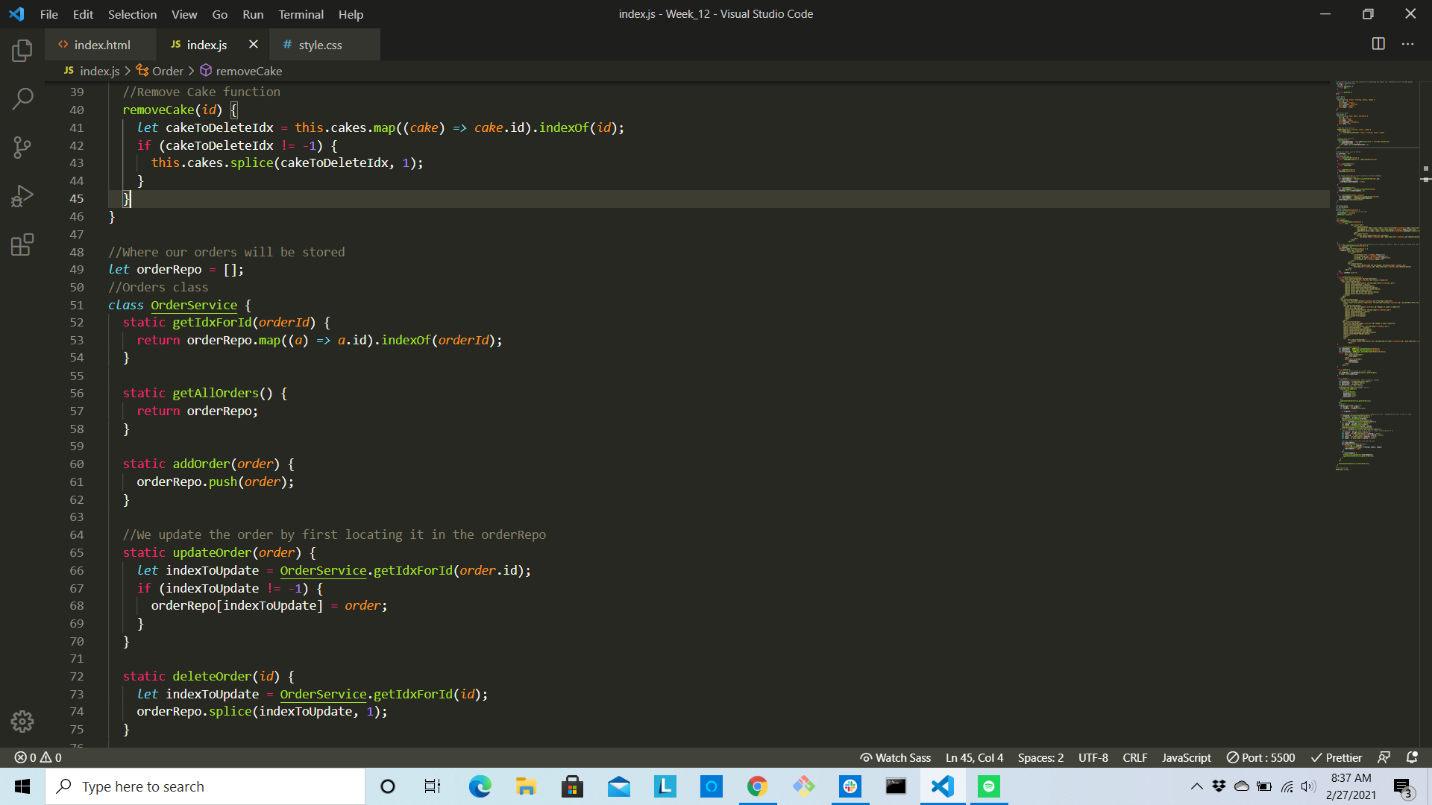 File Edit Selection View Go Run Terminal Help index.js - Week_12 - Visual Studio Code
<> index.html JS index.js # style.css
JS index.js > Order > removeCake
39 //Remove Cake function
40 removeCake(id) {
41 let cakeToDeleteIdx = this.cakes.map((cake) => cake.id).indexOf(id);
42 if (cakeToDeleteIdx != -1) {
43 this.cakes.splice(cakeToDeleteIdx, 1);
44 }
45 }
46 }
47
48 //Where our orders will be stored
49 let orderRepo = [];
50 //Orders class
51 class OrderService {
52 static getIdxForId(orderId) {
53 return orderRepo.map((a) => a.id).indexOf(orderId);
54 }
55
56 static getAllOrders() {
57 return orderRepo;
58 }
59
60 static addOrder(order) {
61 orderRepo.push(order);
62 }
63
64 //We update the order by first locating it in the orderRepo
65 static updateOrder(order) {
66 let indexToUpdate = OrderService.getIdxForId(order.id);
67 if (indexToUpdate != -1) {
68 orderRepo[indexToUpdate] = order;
69 }
70 }
71
72 static deleteOrder(id) {
73 let indexToUpdate = OrderService.getIdxForId(id);
74 orderRepo.splice(indexToUpdate, 1);
75 }
76
0 0 Watch Sass Ln 45, Col 4 Spaces: 2 UTF-8 CRLF JavaScript Port : 5500 Prettier
Type here to search
8:37 AM
2/27/2021
3